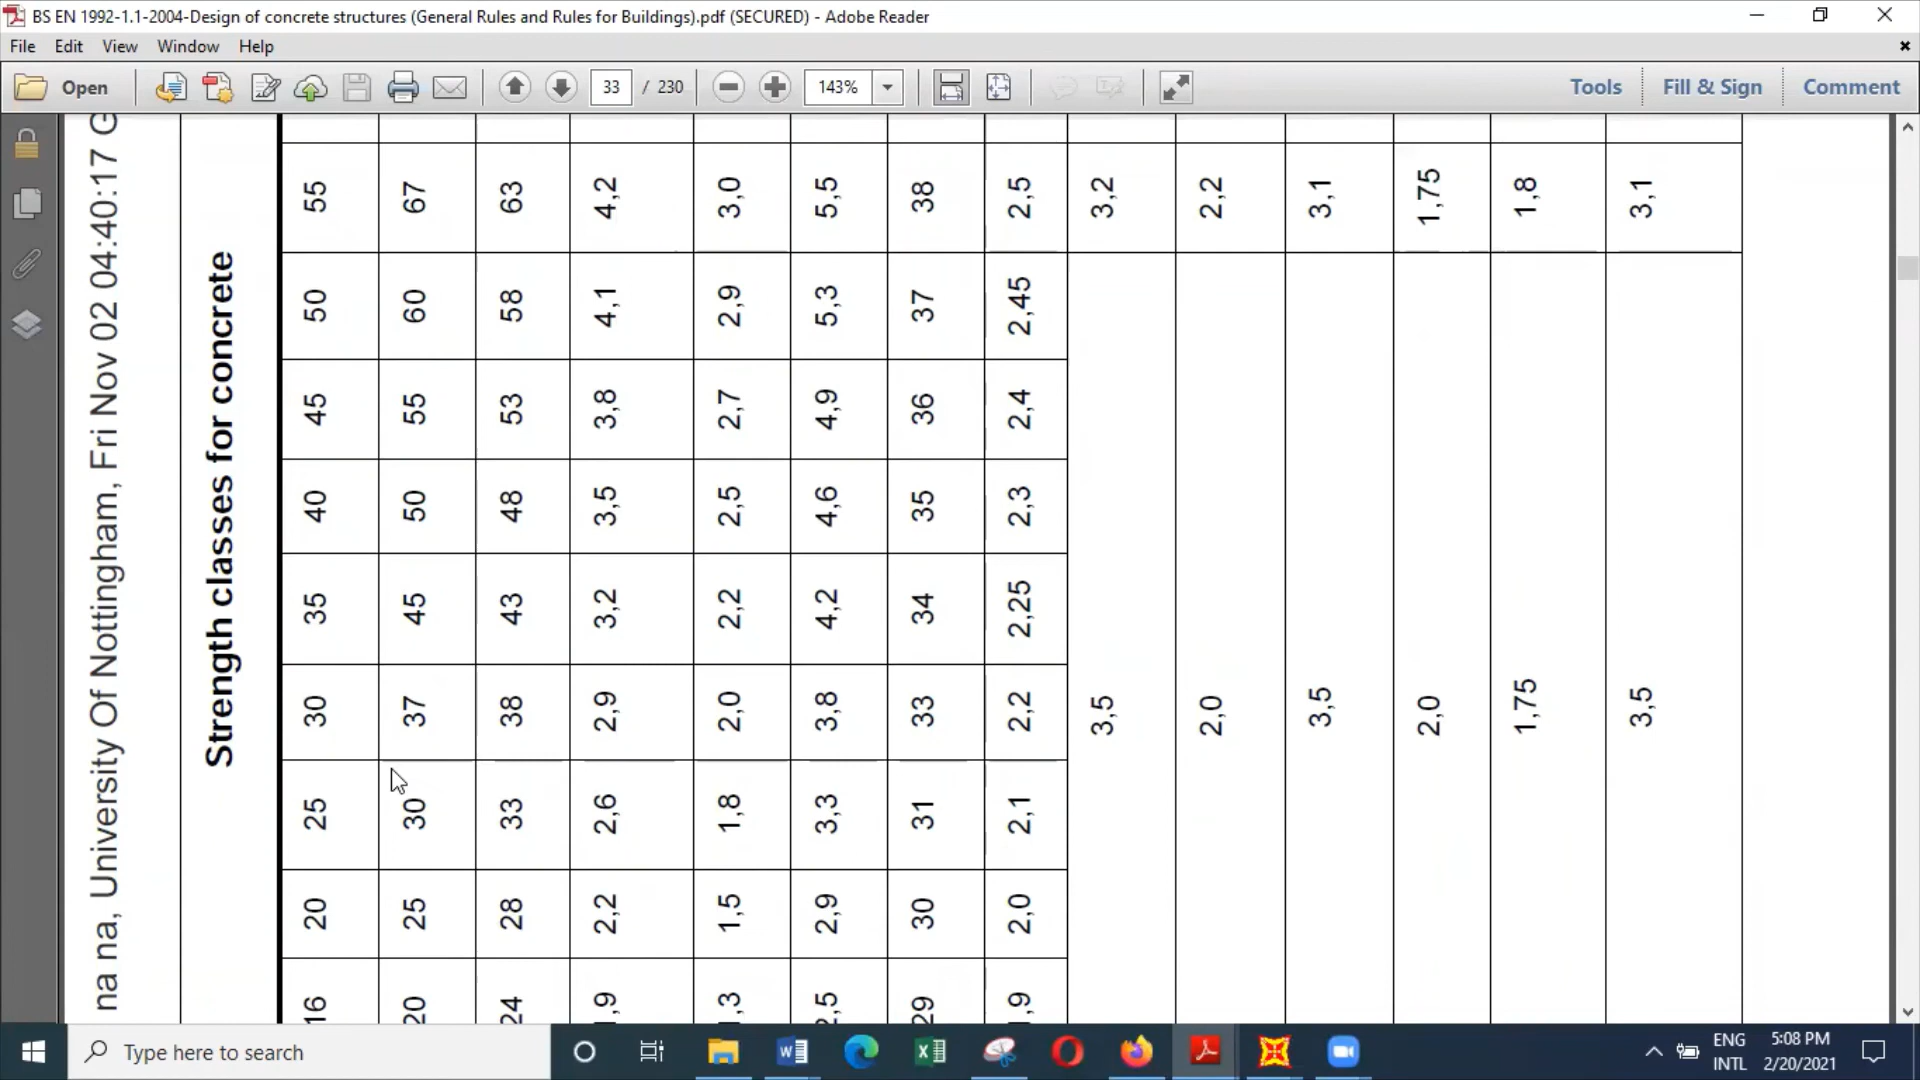 BS EN 1992-1.1-2004-Design of concrete structures (General Rules and Rules for Buildings).pdf (SECURED) - Adobe Reader
File Edit View Window Help
Open 33 / 230 143% Tools Fill & Sign Comment
na na, University Of Nottingham, Fri Nov 02 04:40:17 G
Strength classes for concrete
55 67 63 4,2 3,0 5,5 38 2,5 3,2 2,2 3,1 1,75 1,8 3,1
50 60 58 4,1 2,9 5,3 37 2,45
45 55 53 3,8 2,7 4,9 36 2,4
40 50 48 3,5 2,5 4,6 35 2,3
35 45 43 3,2 2,2 4,2 34 2,25
30 37 38 2,9 2,0 3,8 33 2,2 3,5 2,0 3,5 2,0 1,75 3,5
25 30 33 2,6 1,8 3,3 31 2,1
20 25 28 2,2 1,5 2,9 30 2,0
16 20 24 ,9 ,3 ,5 29 ,9
Type here to search
ENG 5:08 PM
INTL 2/20/2021